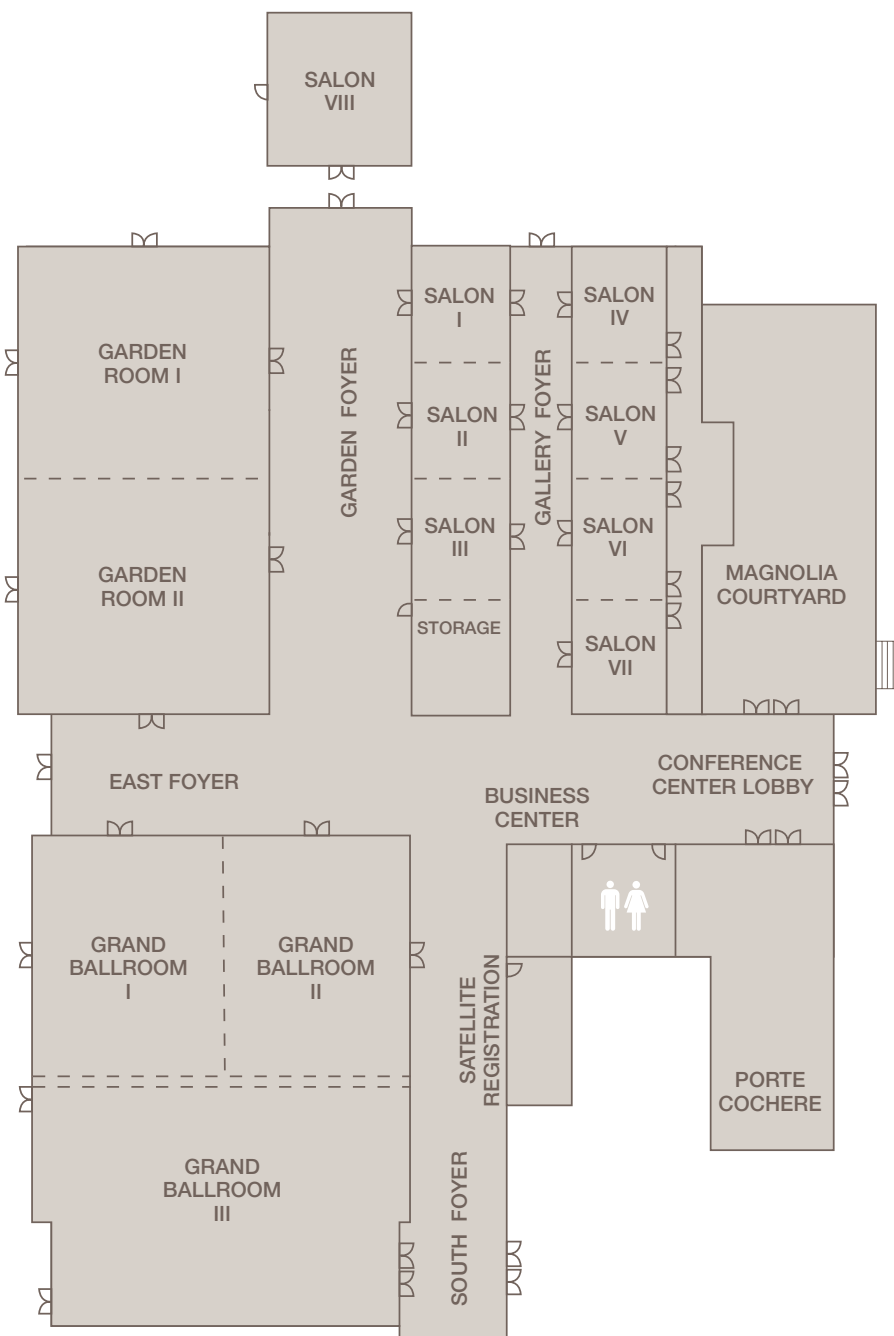 SALON
VIII
GARDEN
ROOM I
GARDEN FOYER
SALON
I
GALLERY FOYER
SALON
IV
SALON
II
SALON
V
GARDEN
ROOM II
SALON
III
SALON
VI
MAGNOLIA
COURTYARD
STORAGE
SALON
VII
EAST FOYER
BUSINESS
CENTER
CONFERENCE
CENTER LOBBY
GRAND
BALLROOM
I
GRAND
BALLROOM
II
SATELLITE
REGISTRATION
PORTE
COCHERE
GRAND
BALLROOM
III
SOUTH FOYER